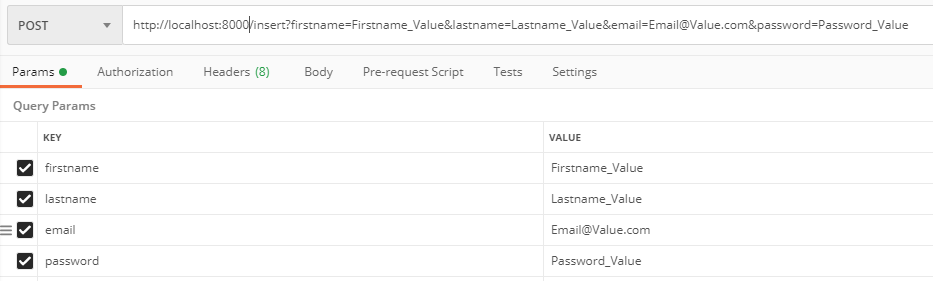 POST http://localhost:8000/insert?firstname=Firstname_Value&lastname=Lastname_Value&email=Email@Value.com&password=Password_Value
Params Authorization Headers (8) Body Pre-request Script Tests Settings
Query Params
KEY VALUE
firstname Firstname_Value
lastname Lastname_Value
email Email@Value.com
password Password_Value